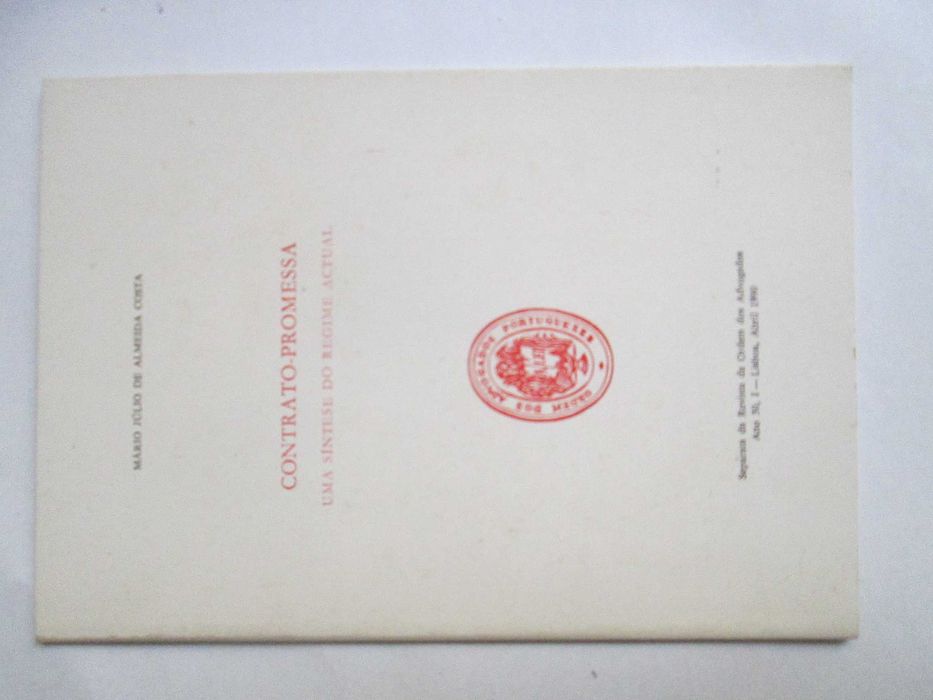 MÁRIO JÚLIO DE ALMEIDA COSTA
CONTRATO-PROMESSA
UMA SÍNTESE DO REGIME ACTUAL
ORDEM DOS ADVOGADOS PORTUGUESES
LEX
Separata da Revista da Ordem dos Advogados
Ano 50, I — Lisboa, Abril 1990